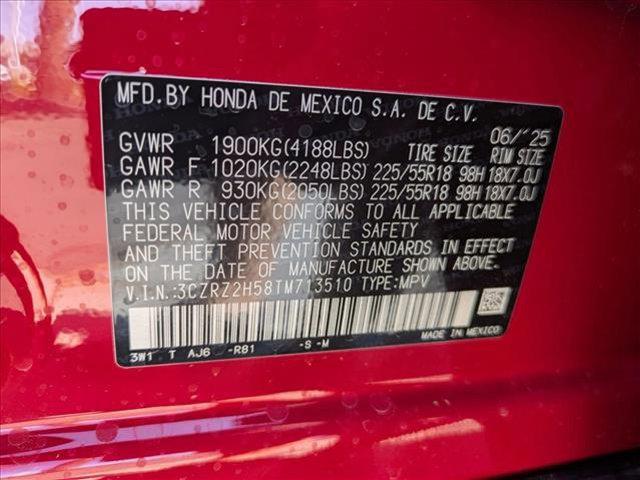 MFD.BY HONDA DE MEXICO S.A. DE C.V.
06/'25
GVWR 1900KG(4188LBS) TIRE SIZE RIM SIZE
GAWR F 1020KG(2248LBS) 225/55R18 98H 18X7.0J
GAWR R 930KG(2050LBS) 225/55R18 98H 18X7.0J
THIS VEHICLE CONFORMS TO ALL APPLICABLE
FEDERAL MOTOR VEHICLE SAFETY
AND THEFT PREVENTION STANDARDS IN EFFECT
ON THE DATE OF MANUFACTURE SHOWN ABOVE.
V.I.N.:3CZRZ2H58TM713510 TYPE:MPV
3W1 T AJ6 -R81 -S-M MADE IN MEXICO